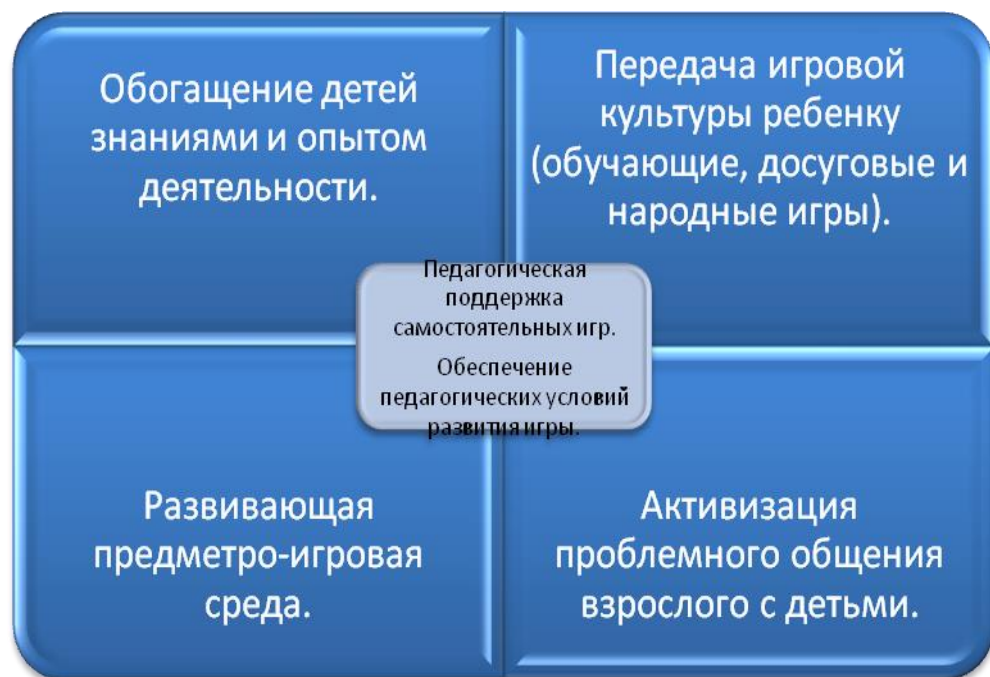 Обогащение детей
знаниями и опытом
деятельности.
Передача игровой
культуры ребенку
(обучающие, досуговые и
народные игры).
Педагогическая
поддержка
самостоятельных игр.
Обеспечение
педагогических условий
развития игры.
Развивающая
предметро-игровая
среда.
Активизация
проблемного общения
взрослого с детьми.